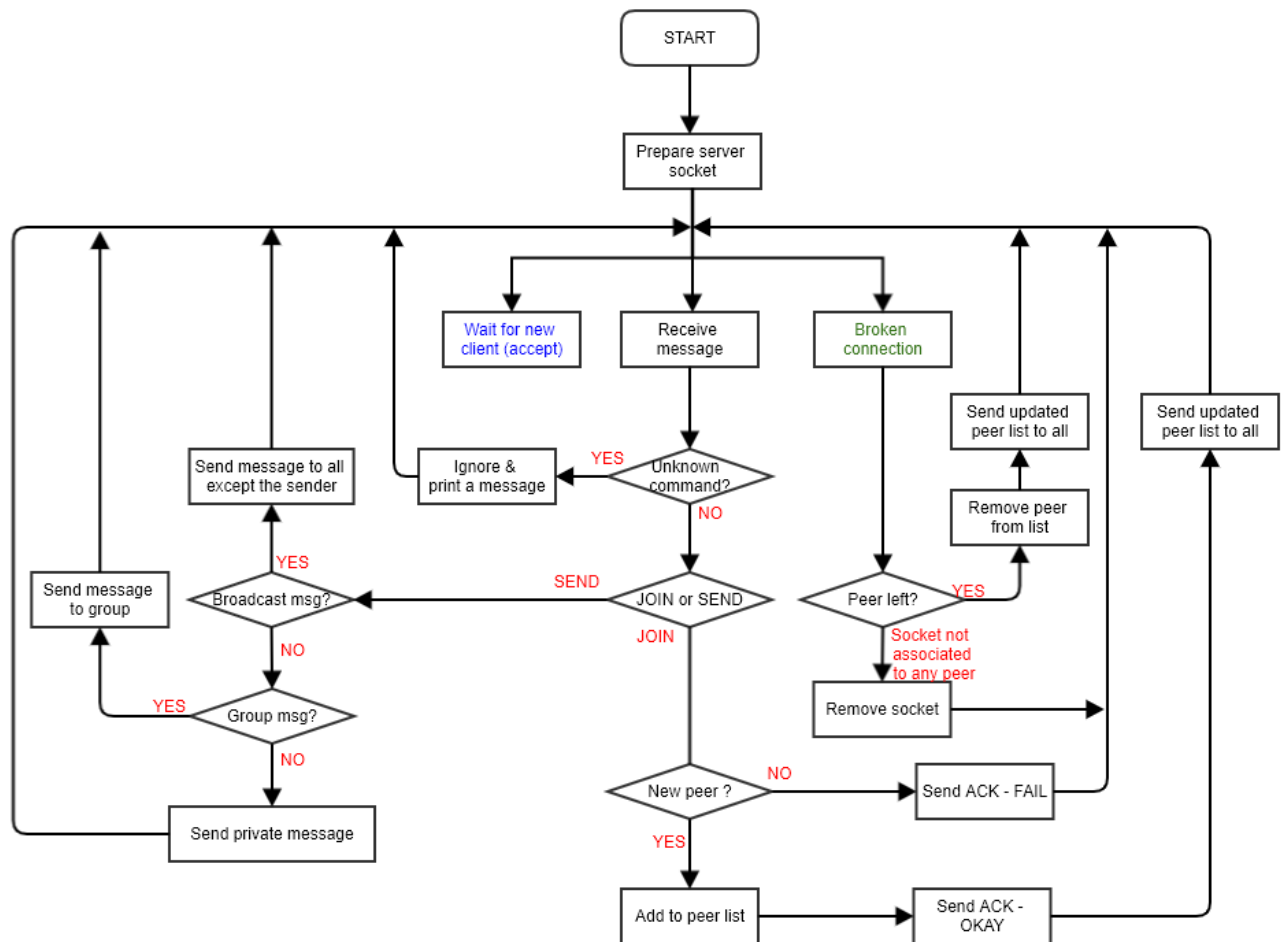 START
Prepare server
socket
Wait for new
client (accept)
Receive
message
Broken
connection
Send updated
peer list to all
Send updated
peer list to all
Send message to all
except the sender
Ignore &
print a message
YES
Unknown
command?
NO
Remove peer
from list
YES
Send message
to group
Broadcast msg?
SEND
JOIN or SEND
JOIN
Peer left?
YES
Socket not
associated
to any peer
NO
YES
Group msg?
NO
Remove socket
New peer ?
NO
Send ACK - FAIL
Send private message
YES
Add to peer list
Send ACK -
OKAY